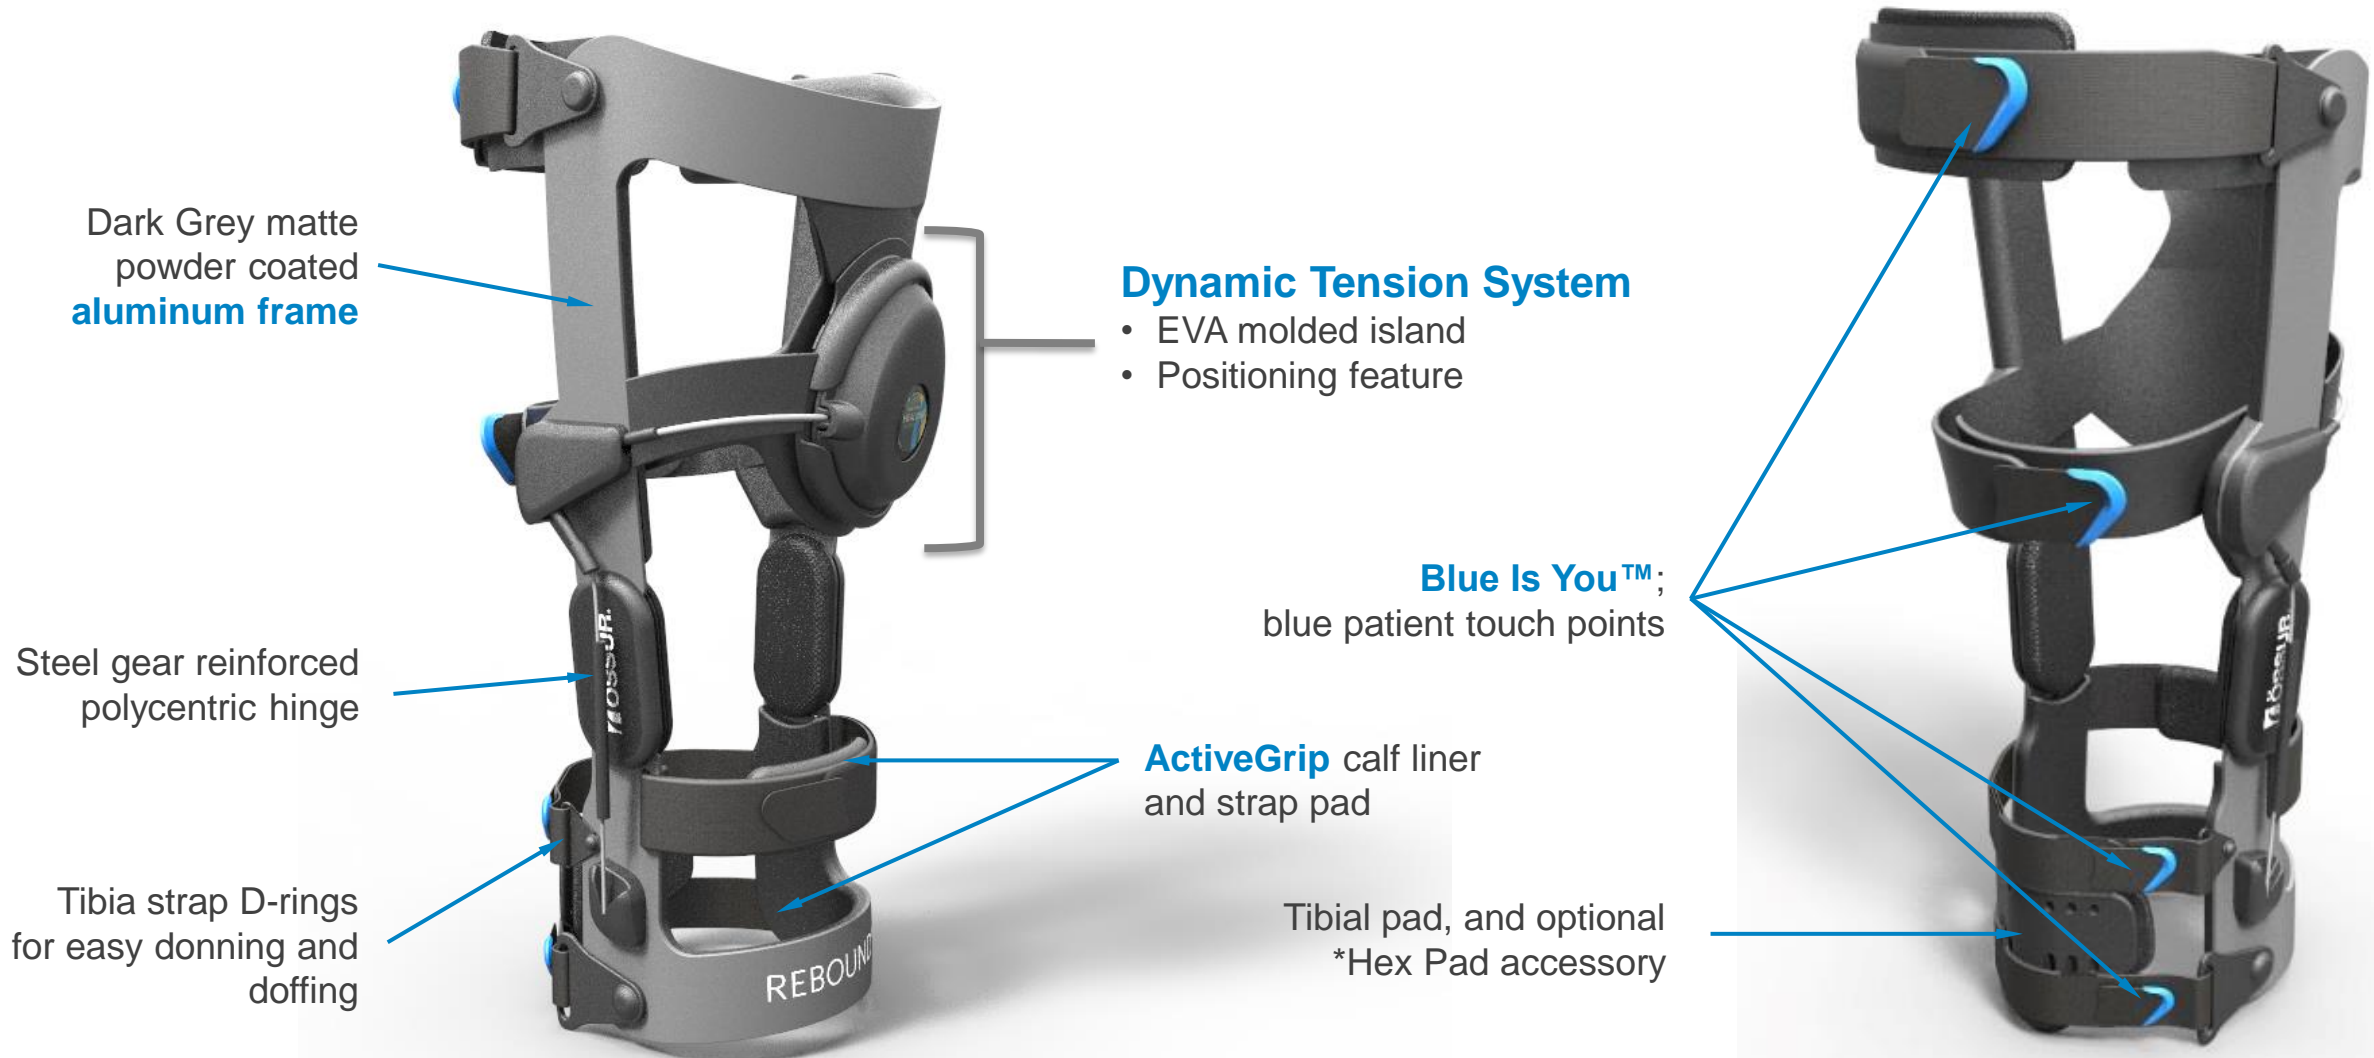 Dark Grey matte
powder coated
aluminum frame
Dynamic Tension System
• EVA molded island
• Positioning feature
Blue Is You™;
blue patient touch points
Steel gear reinforced
polycentric hinge
ActiveGrip calf liner
and strap pad
Tibia strap D-rings
for easy donning and
doffing
Tibial pad, and optional
*Hex Pad accessory
ÖSSUR.
ÖSSUR.
REBOUND